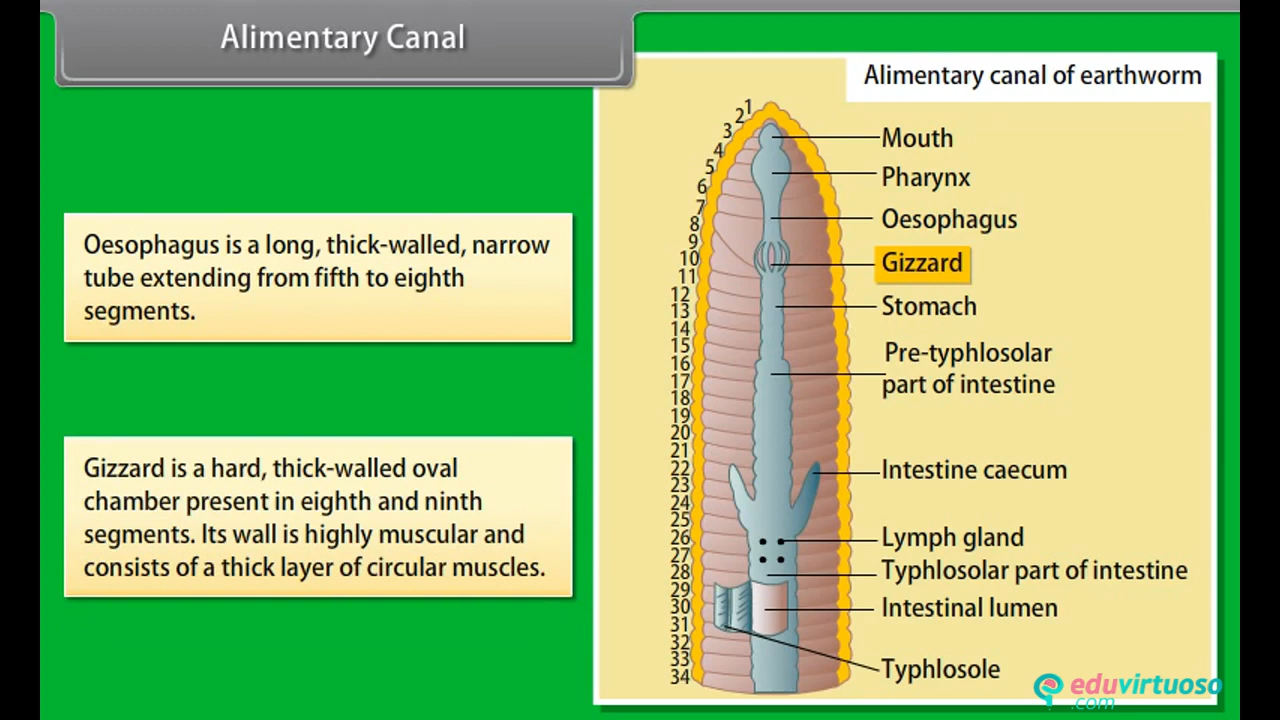 Alimentary Canal
Alimentary canal of earthworm
Oesophagus is a long, thick-walled, narrow
tube extending from fifth to eighth
segments.
Gizzard is a hard, thick-walled oval
chamber present in eighth and ninth
segments. Its wall is highly muscular and
consists of a thick layer of circular muscles.
1
2
3
4
5
6
7
8
9
10
11
12
13
14
15
16
17
18
19
20
21
22
23
24
25
26
27
28
29
30
31
32
33
34
Mouth
Pharynx
Oesophagus
Gizzard
Stomach
Pre-typhlosolar
part of intestine
Intestine caecum
Lymph gland
Typhlosolar part of intestine
Intestinal lumen
Typhlosole
eduvirtuoso
.com